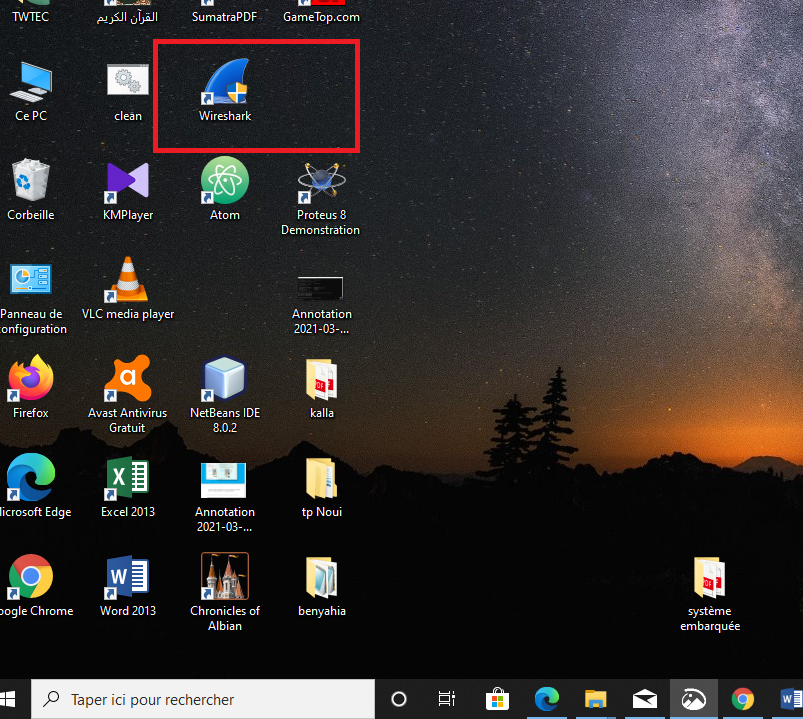 TWTEC
القرآن الكريم
SumatraPDF
GameTop.com
Ce PC
clean
Wireshark
Corbeille
KMPlayer
Atom
Proteus 8
Demonstration
Panneau de
configuration
VLC media player
Annotation
2021-03-...
Firefox
Avast Antivirus
Gratuit
NetBeans IDE
8.0.2
kalla
Microsoft Edge
Excel 2013
Annotation
2021-03-...
tp Noui
oogle Chrome
Word 2013
Chronicles of
Albian
benyahia
système
embarquée
Taper ici pour rechercher